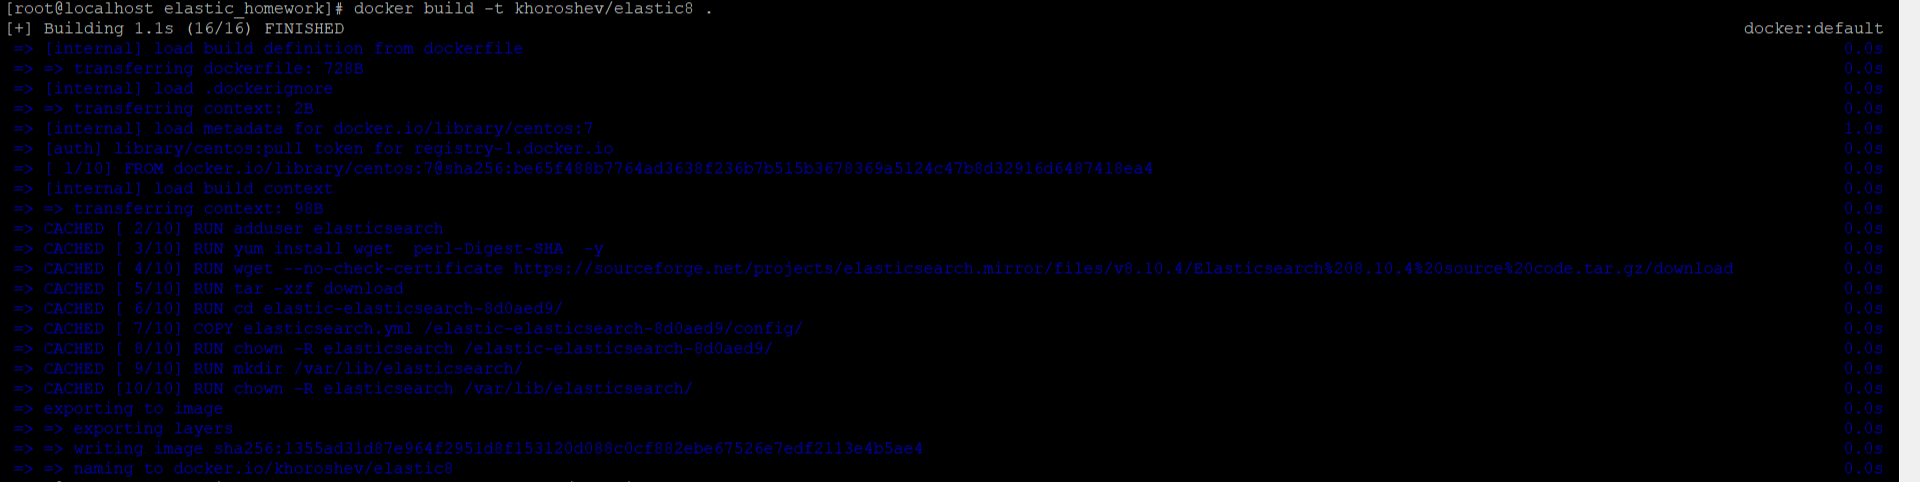 [root@localhost elastic_homework]# docker build -t khoroshev/elastic8 .
[+] Building 1.1s (16/16) FINISHED docker:default
=> [internal] load build definition from dockerfile 0.0s
=> => transferring dockerfile: 728B 0.0s
=> [internal] load .dockerignore 0.0s
=> => transferring context: 2B 0.0s
=> [internal] load metadata for docker.io/library/centos:7 1.0s
=> [auth] library/centos:pull token for registry-1.docker.io 0.0s
=> [ 1/10] FROM docker.io/library/centos:7@sha256:be65f488b7764ad3638f236b7b515b3678369a5124c47b8d32916d6487418ea4 0.0s
=> [internal] load build context 0.0s
=> => transferring context: 98B 0.0s
=> CACHED [ 2/10] RUN adduser elasticsearch 0.0s
=> CACHED [ 3/10] RUN yum install wget  perl-Digest-SHA  -y 0.0s
=> CACHED [ 4/10] RUN wget --no-check-certificate https://sourceforge.net/projects/elasticsearch.mirror/files/v8.10.4/Elasticsearch%208.10.4%20source%20code.tar.gz/download 0.0s
=> CACHED [ 5/10] RUN tar -xzf download 0.0s
=> CACHED [ 6/10] RUN cd elastic-elasticsearch-8d0aed9/ 0.0s
=> CACHED [ 7/10] COPY elasticsearch.yml /elastic-elasticsearch-8d0aed9/config/ 0.0s
=> CACHED [ 8/10] RUN chown -R elasticsearch /elastic-elasticsearch-8d0aed9/ 0.0s
=> CACHED [ 9/10] RUN mkdir /var/lib/elasticsearch/ 0.0s
=> CACHED [10/10] RUN chown -R elasticsearch /var/lib/elasticsearch/ 0.0s
=> exporting to image 0.0s
=> => exporting layers 0.0s
=> => writing image sha256:1355ad31d87e964f2951d8f153120d088c0cf882ebe67526e7edf2113e4b5ae4 0.0s
=> => naming to docker.io/khoroshev/elastic8 0.0s